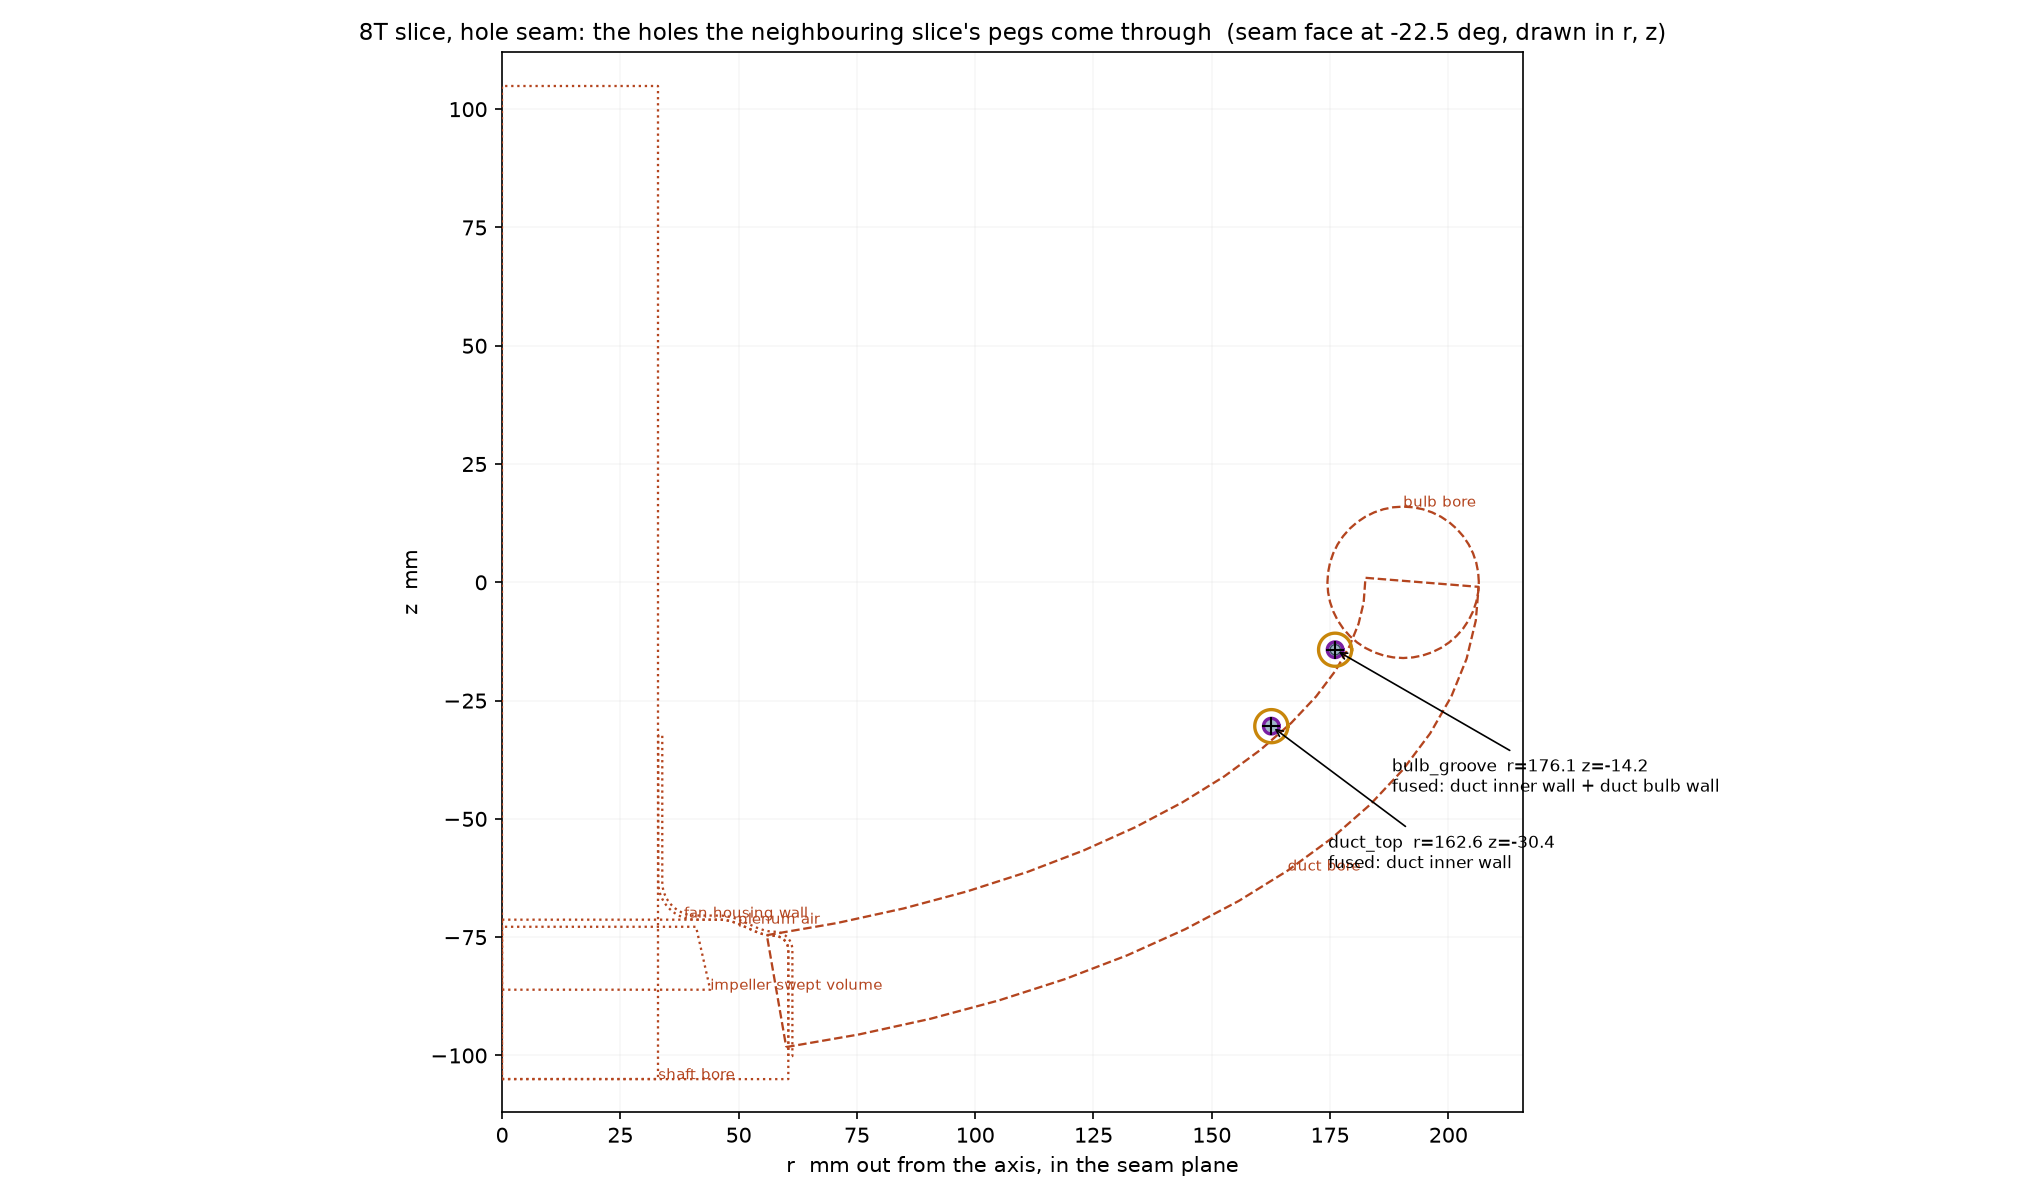 8T slice, hole seam: the holes the neighbouring slice's pegs come through  (seam face at -22.5 deg, drawn in r, z)
100
75
50
25
0
−25
−50
−75
−100
z  mm
bulb bore
bulb_groove  r=176.1 z=-14.2
fused: duct inner wall + duct bulb wall
duct_top  r=162.6 z=-30.4
fused: duct inner wall
duct bore
fan housing wall
plenum air
impeller swept volume
shaft bore
0
25
50
75
100
125
150
175
200
r  mm out from the axis, in the seam plane